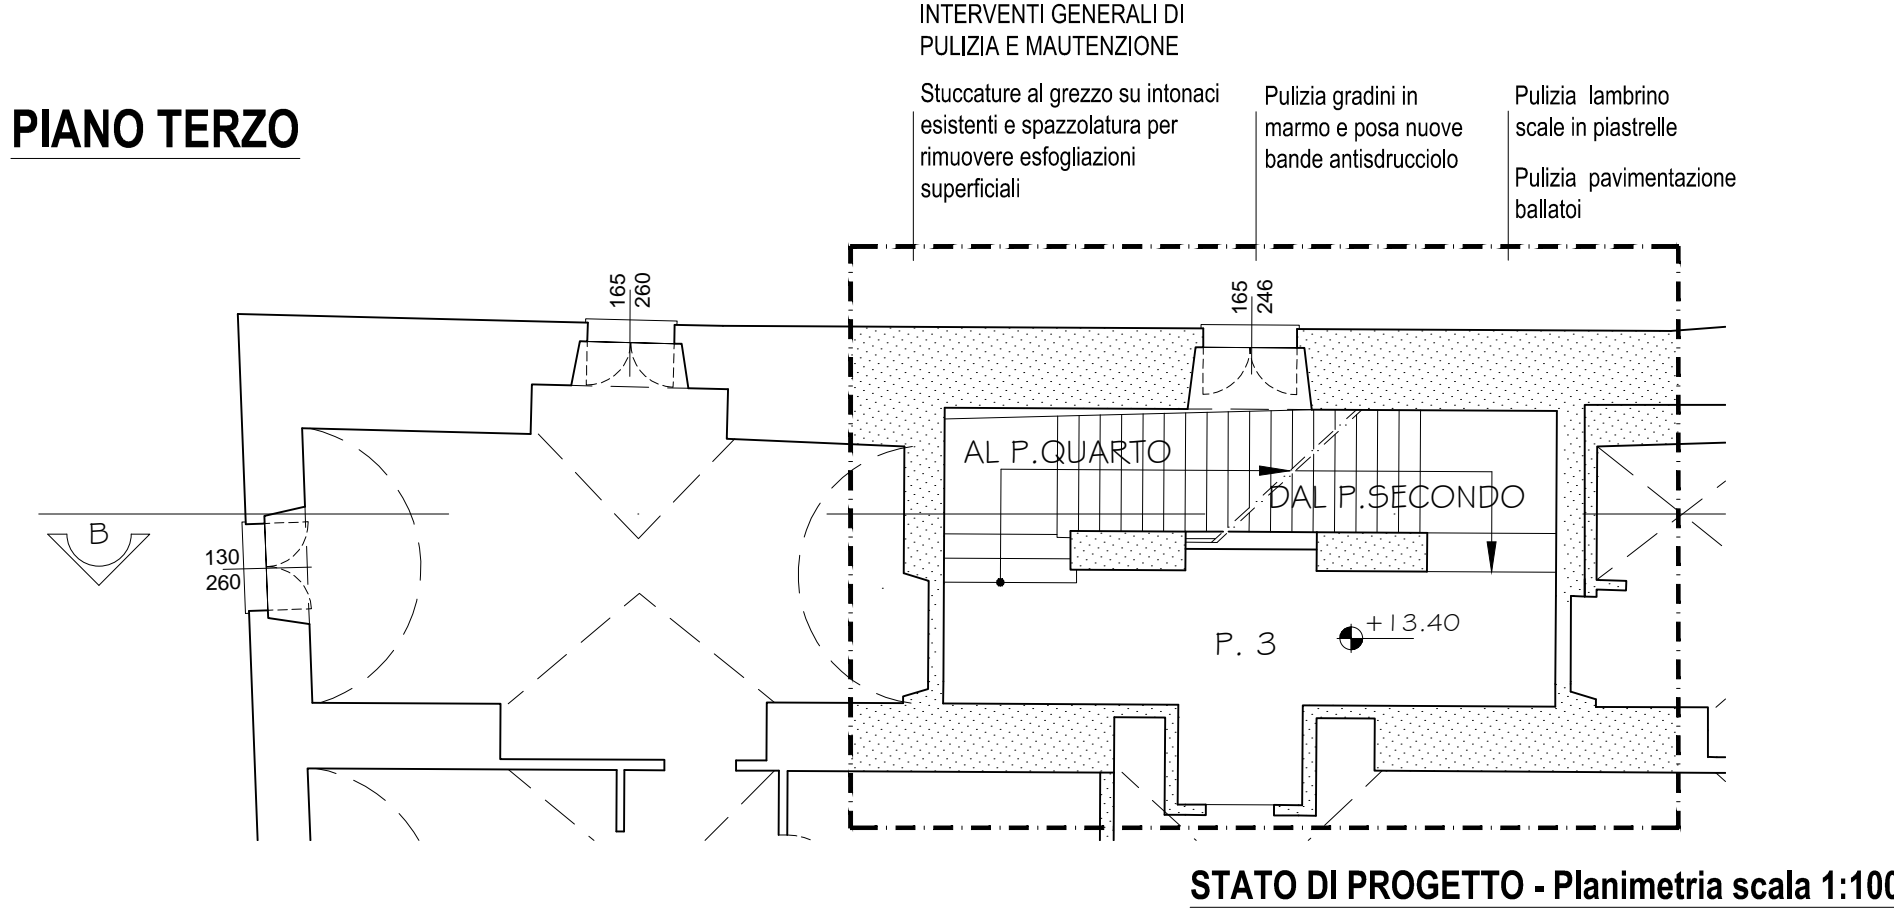 INTERVENTI GENERALI DI
PULIZIA E MAUTENZIONE
Stuccature al grezzo su intonaci
esistenti e spazzolatura per
rimuovere esfogliazioni
superficiali
Pulizia gradini in
marmo e posa nuove
bande antisdrucciolo
Pulizia lambrino
scale in piastrelle
Pulizia pavimentazione
ballatoi
PIANO TERZO
165
260
165
246
AL P.QUARTO
DAL P.SECONDO
B
130
260
P. 3
+13.40
STATO DI PROGETTO - Planimetria scala 1:100